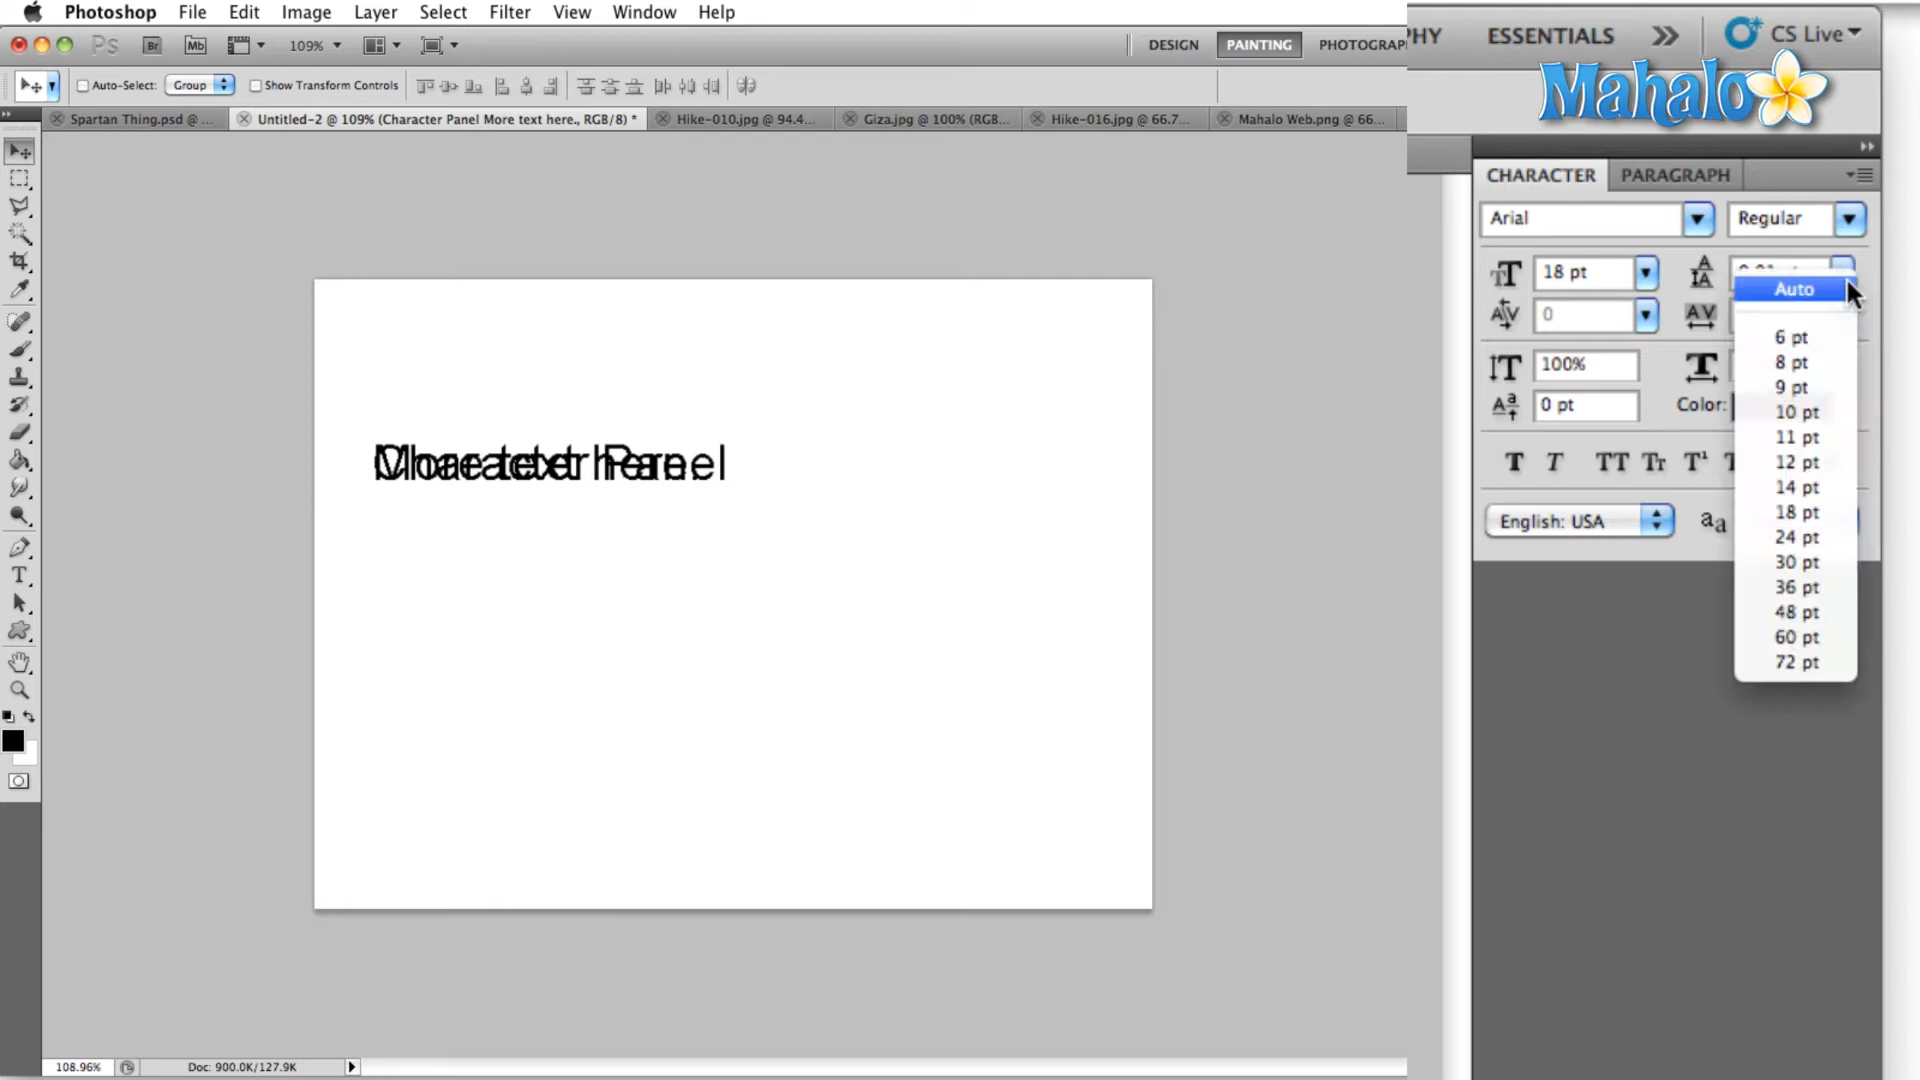 Photoshop File Edit Image Layer Select Filter View Window Help
Ps Br Mb 109% DESIGN PAINTING PHOTOGRAP HY ESSENTIALS CS Live
Auto-Select: Group Show Transform Controls
Mahalo
Spartan Thing.psd @ ... Untitled-2 @ 109% (Character Panel More text here., RGB/8) * Hike-010.jpg @ 94.4... Giza.jpg @ 100% (RGB... Hike-016.jpg @ 66.7... Mahalo Web.png @ 66...
CHARACTER PARAGRAPH
Arial Regular
18 pt
Auto
0
6 pt
8 pt
100%
9 pt
0 pt Color:
10 pt
11 pt
12 pt
14 pt
18 pt
English: USA
24 pt
30 pt
36 pt
48 pt
60 pt
72 pt
Character Panel
More text here.
108.96% Doc: 900.0K/127.9K